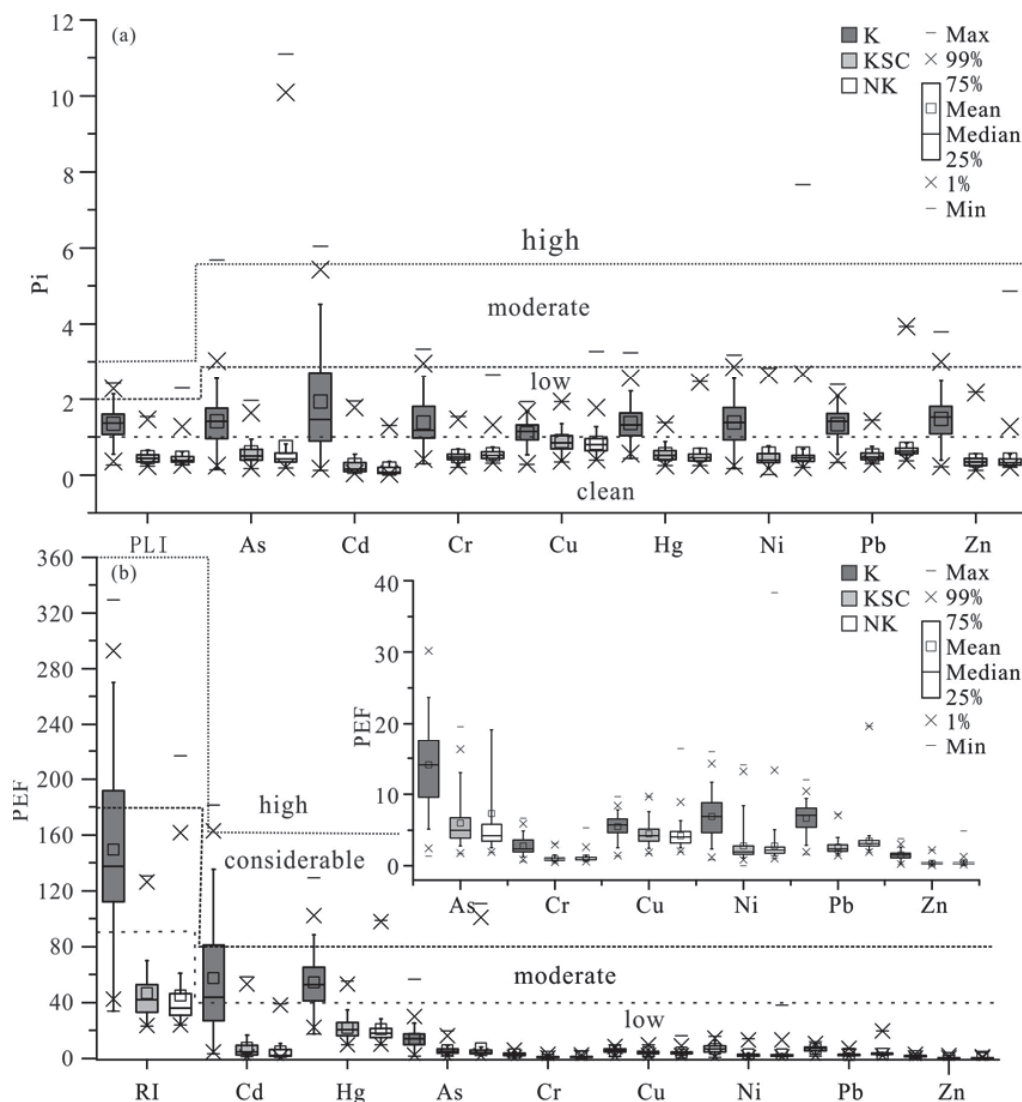 (a)
12
10
8
6
4
2
0
Pi
K
KSC
NK
Max
99%
75%
Mean
Median
25%
1%
Min
high
moderate
low
clean
PLI As Cd Cr Cu Hg Ni Pb Zn
(b)
360
320
280
240
200
160
120
80
40
0
PEF
K
KSC
NK
Max
99%
75%
Mean
Median
25%
1%
Min
40
30
20
10
0
PEF
As Cr Cu Ni Pb Zn
high
considerable
moderate
low
RI Cd Hg As Cr Cu Ni Pb Zn